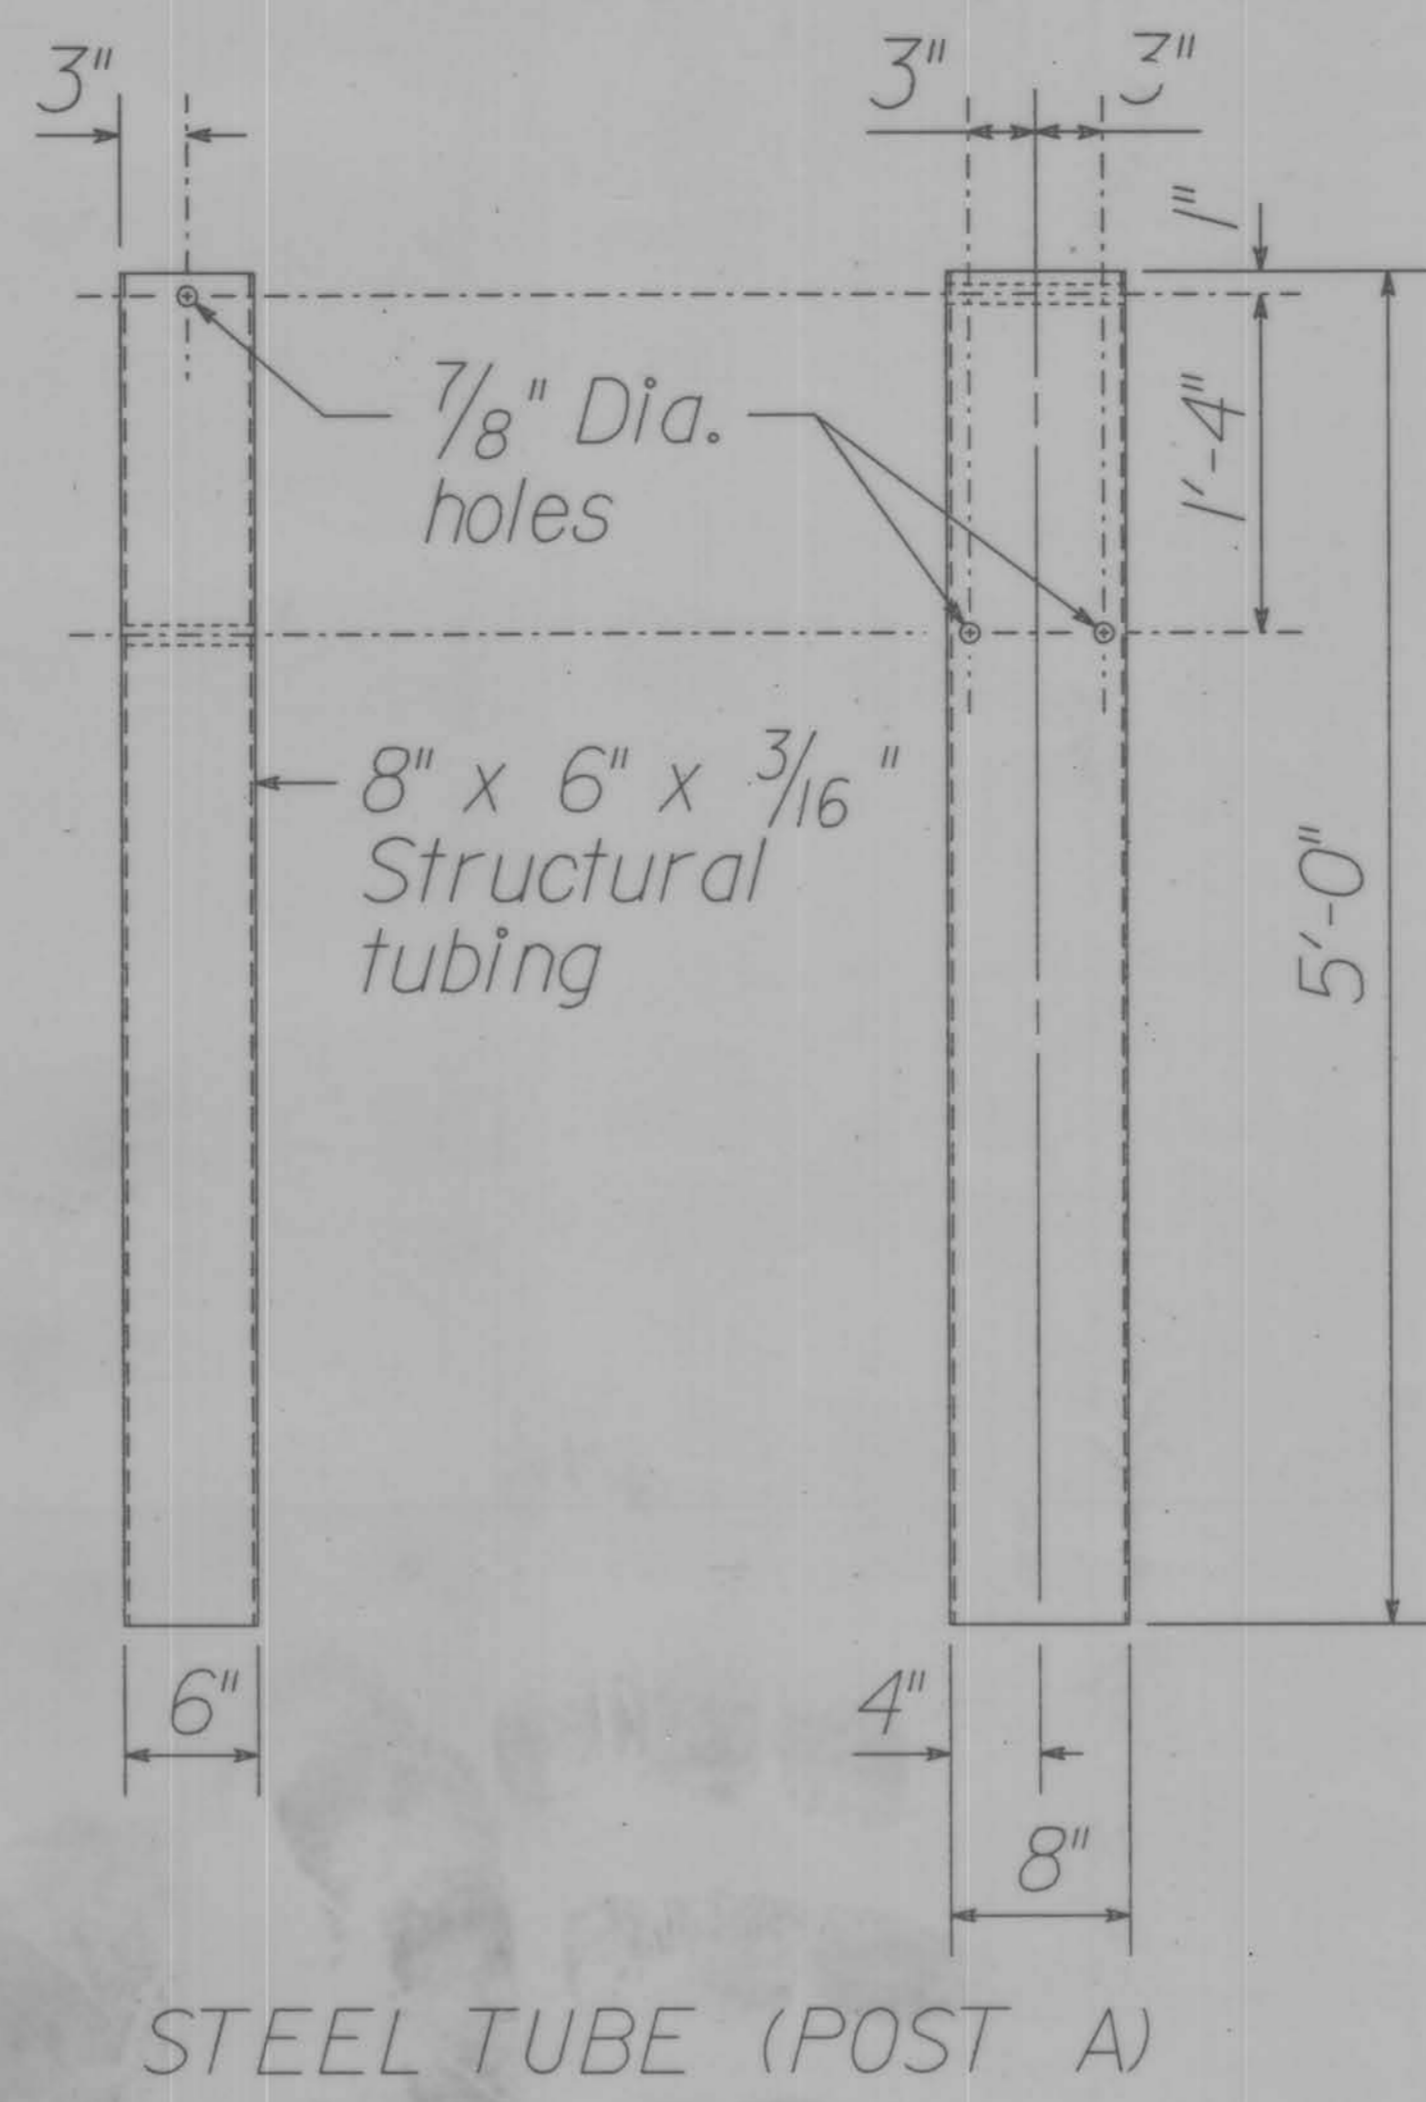 3"
3"
3"
1"
7/8" Dia.
holes
1'-4"
8" x 6" x 3/16 "
Structural
tubing
5'-0"
6"
4"
8"
STEEL TUBE (POST A)